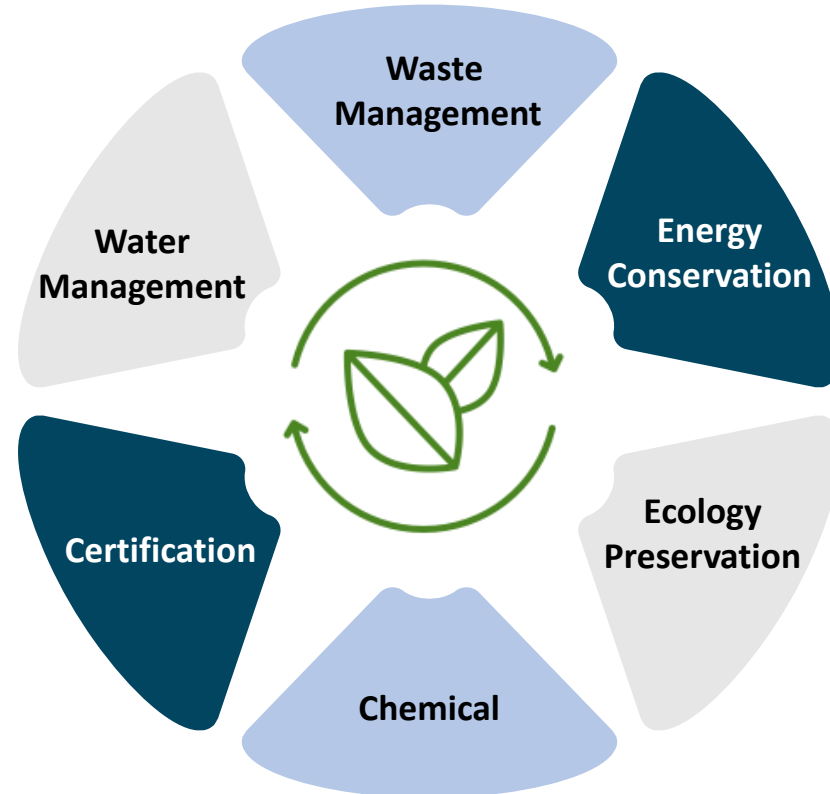 Waste
Management
Energy
Conservation
Ecology
Preservation
Chemical
Certification
Water
Management